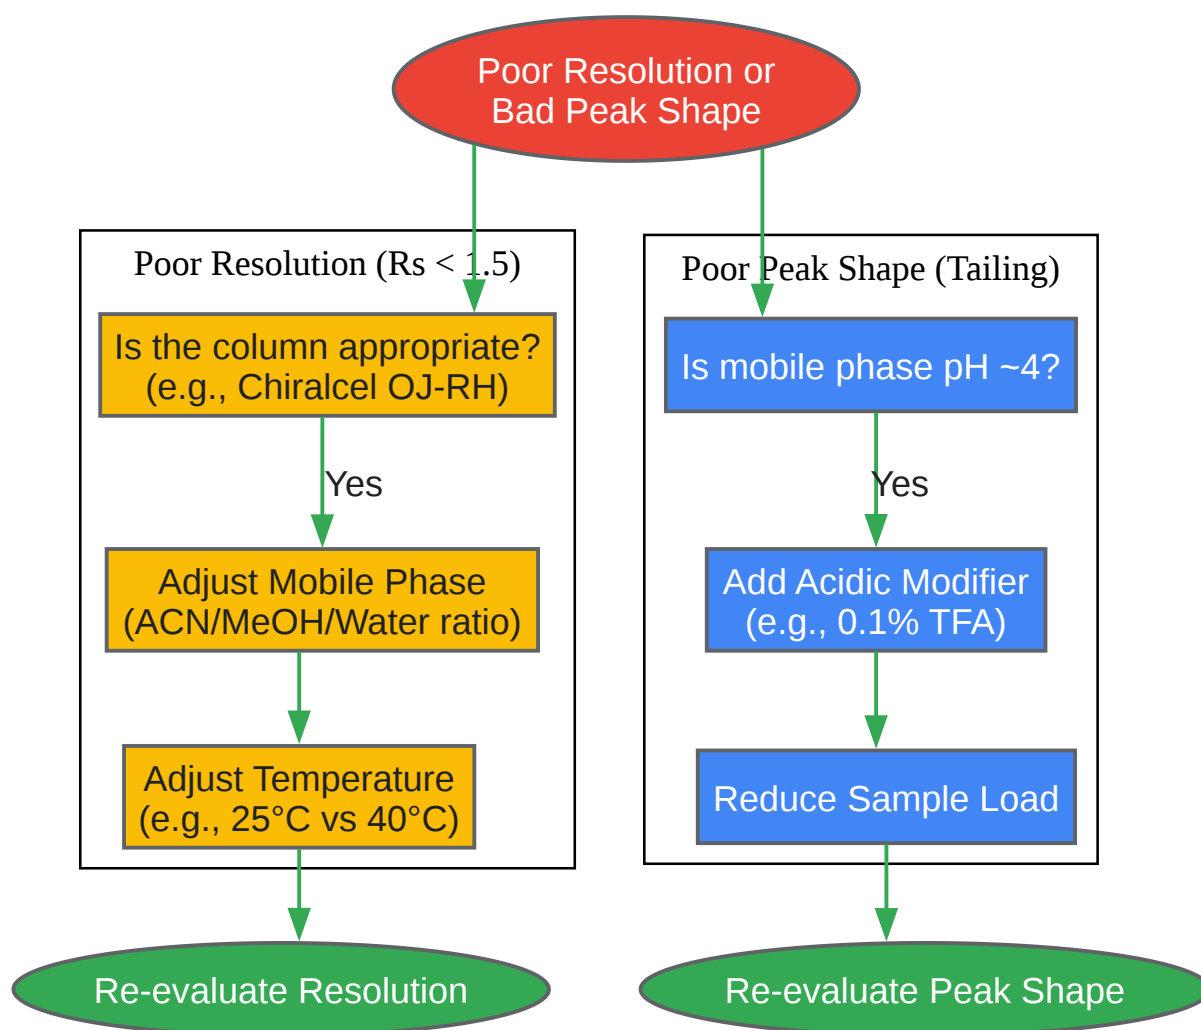 Poor Resolution or
Bad Peak Shape
Poor Resolution (Rs < 1.5)
Is the column appropriate?
(e.g., Chiralcel OJ-RH)
Yes
Adjust Mobile Phase
(ACN/MeOH/Water ratio)
Adjust Temperature
(e.g., 25°C vs 40°C)
Re-evaluate Resolution
Poor Peak Shape (Tailing)
Is mobile phase pH ~4?
Yes
Add Acidic Modifier
(e.g., 0.1% TFA)
Reduce Sample Load
Re-evaluate Peak Shape